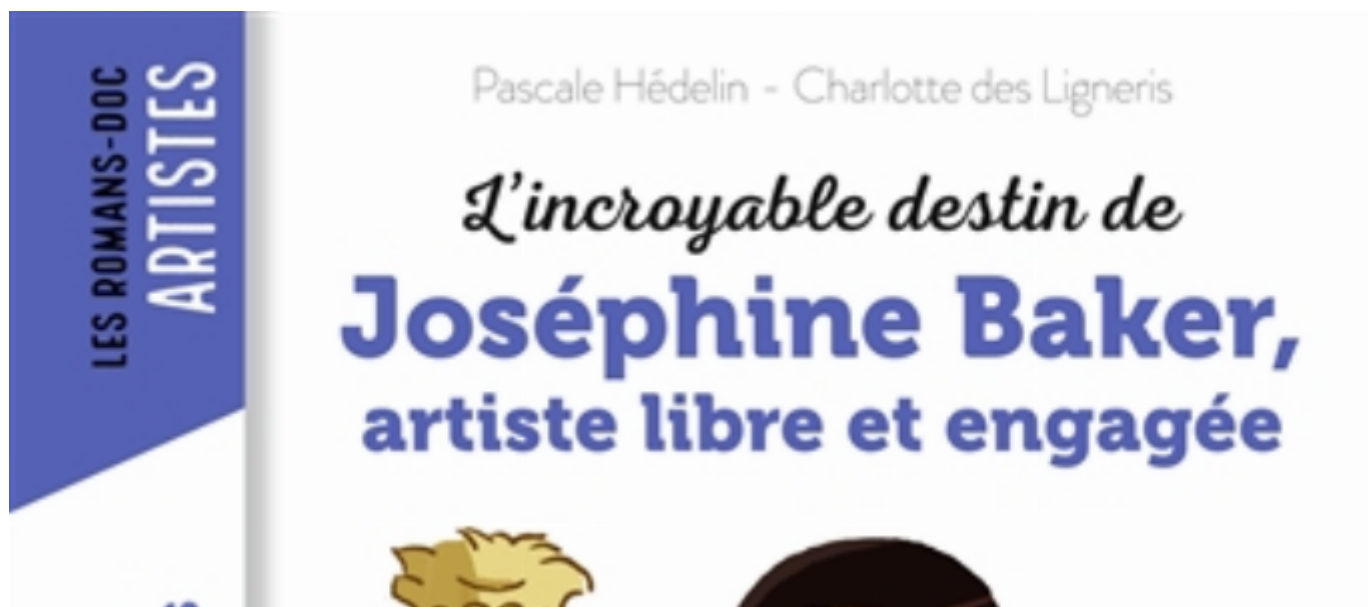 LES ROMANS-DOC
ARTISTES
Pascale Hédelin - Charlotte des Ligneris
L'incroyable destin de
Joséphine Baker,
artiste libre et engagée